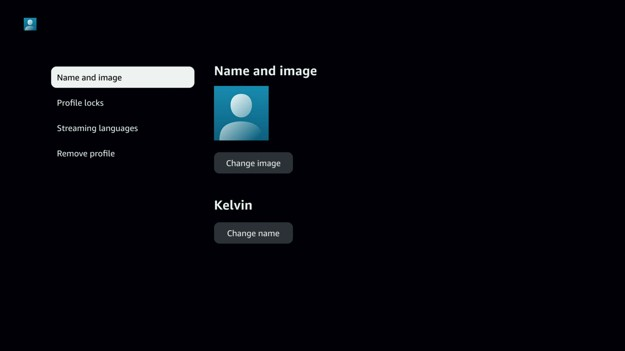 Name and image
Profile locks
Streaming languages
Remove profile
Name and image
Change image
Kelvin
Change name